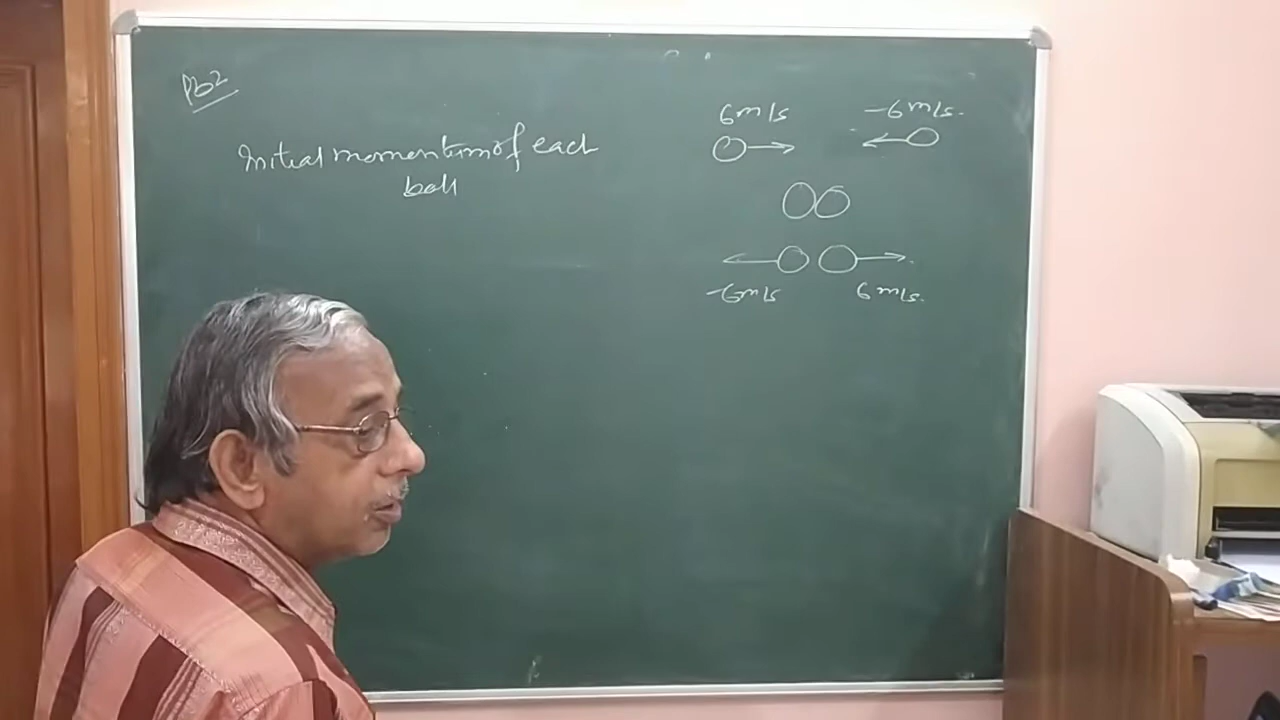 Pb2
Initial momentum of each
ball
6m/s
-6m/s.
-6m/s
6m/s.